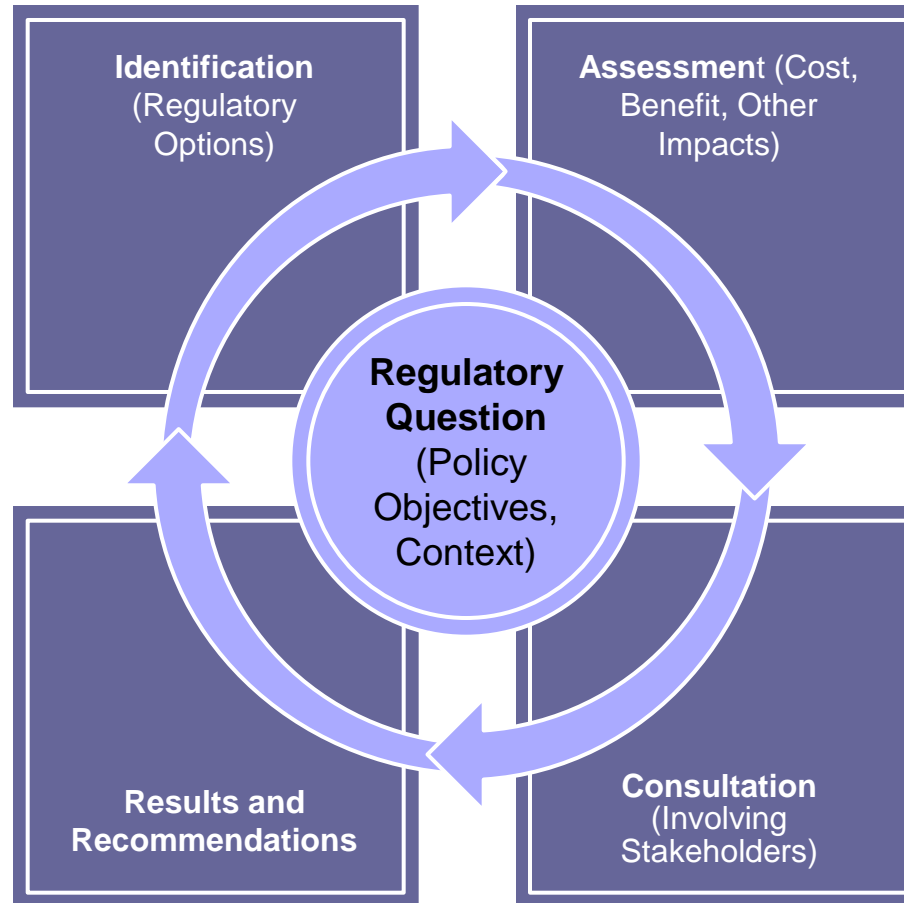 Identification
(Regulatory
Options)
Assessment (Cost,
Benefit, Other
Impacts)
Regulatory
Question
(Policy
Objectives,
Context)
Results and
Recommendations
Consultation
(Involving
Stakeholders)